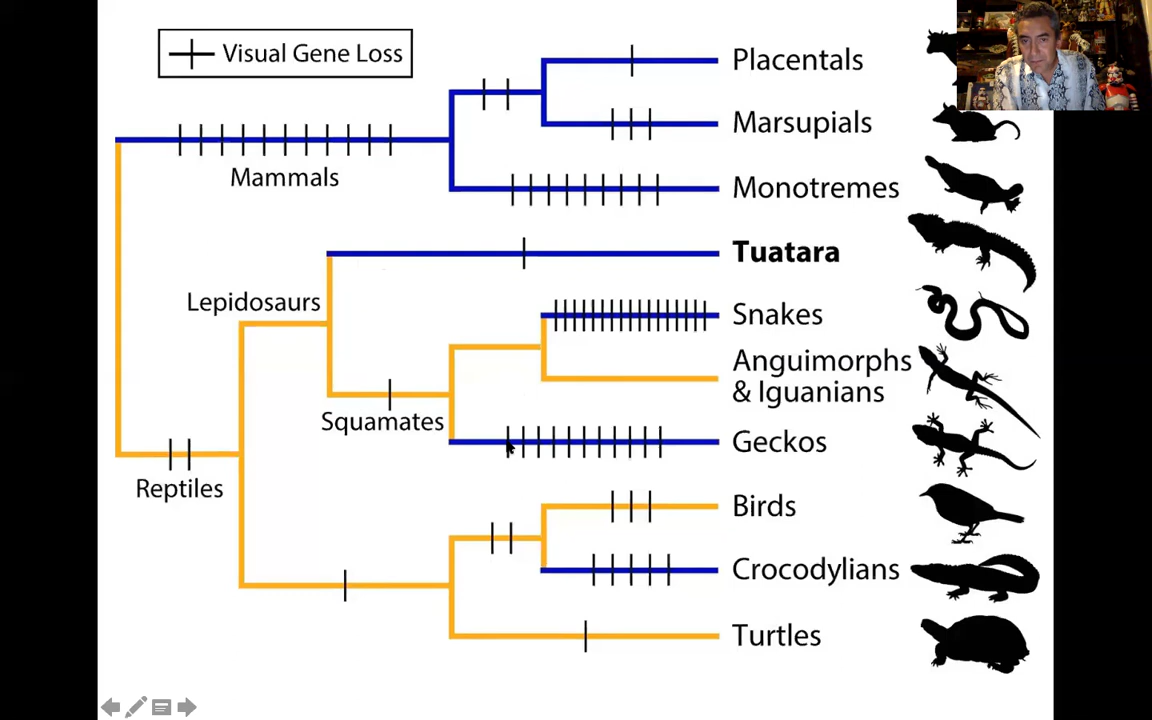 Visual Gene Loss
Placentals
Marsupials
Mammals
Monotremes
Tuatara
Lepidosaurs
Snakes
Anguimorphs
& Iguanians
Squamates
Geckos
Reptiles
Birds
Crocodylians
Turtles